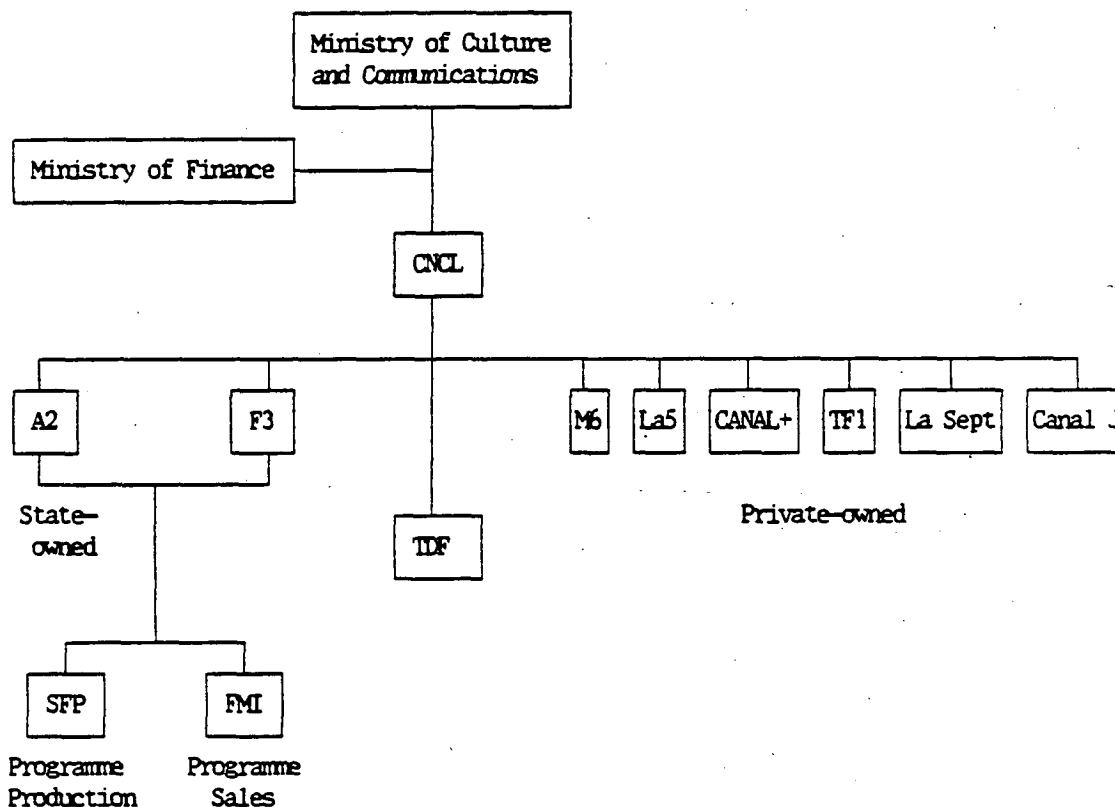 Ministry of Culture
and Communications
Ministry of Finance
CNCL
A2
F3
M6
La5
CANAL+
TF1
La Sept
Canal J
State-
owned
TDF
Private-owned
SFP
FMI
Programme
Production
Programme
Sales